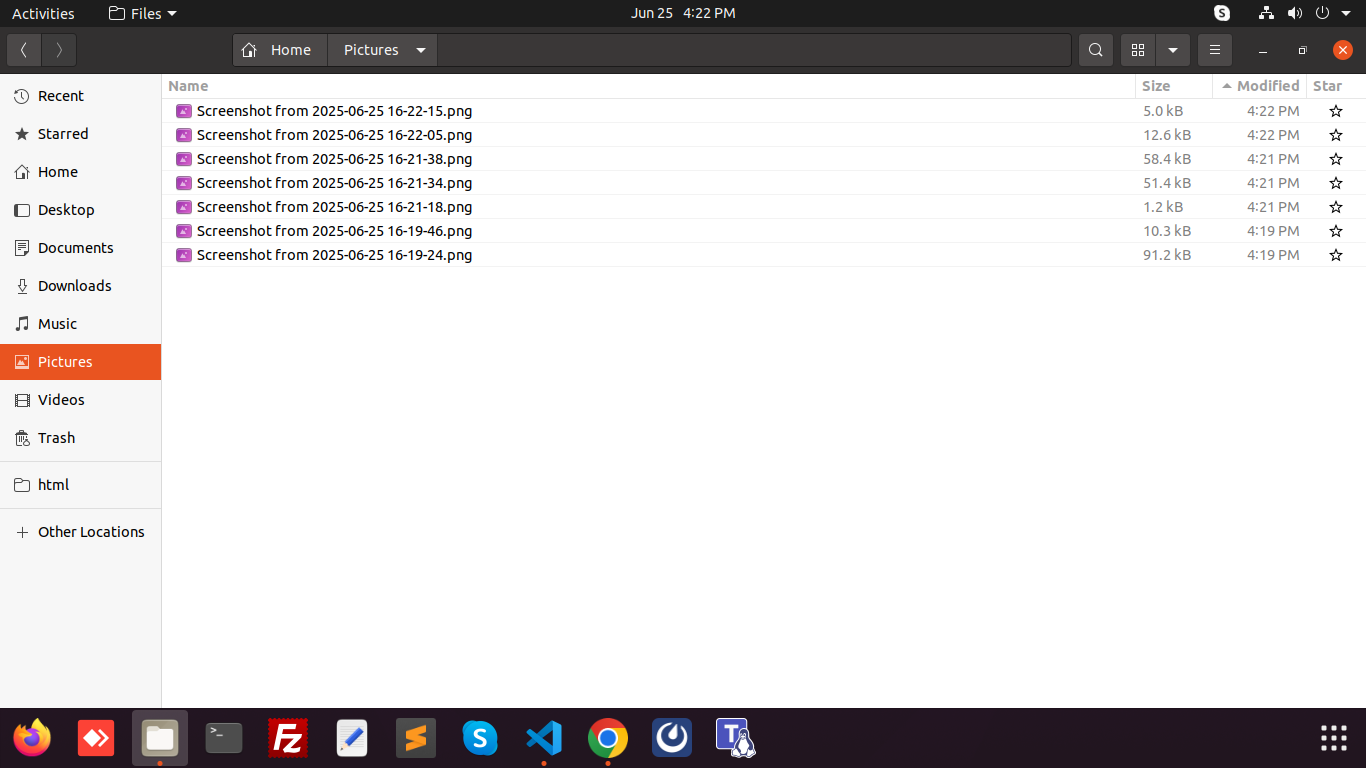 Activities Files Jun 25 4:22 PM
Home Pictures
Name Size Modified Star
Screenshot from 2025-06-25 16-22-15.png 5.0 kB 4:22 PM
Screenshot from 2025-06-25 16-22-05.png 12.6 kB 4:22 PM
Screenshot from 2025-06-25 16-21-38.png 58.4 kB 4:21 PM
Screenshot from 2025-06-25 16-21-34.png 51.4 kB 4:21 PM
Screenshot from 2025-06-25 16-21-18.png 1.2 kB 4:21 PM
Screenshot from 2025-06-25 16-19-46.png 10.3 kB 4:19 PM
Screenshot from 2025-06-25 16-19-24.png 91.2 kB 4:19 PM
Recent
Starred
Home
Desktop
Documents
Downloads
Music
Pictures
Videos
Trash
html
Other Locations